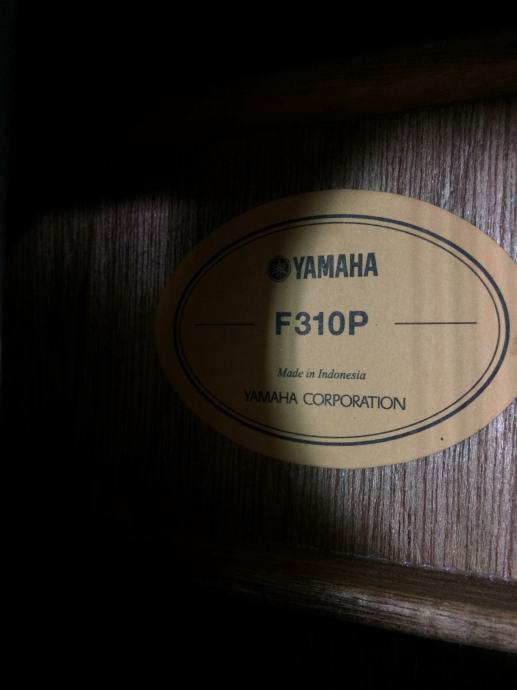 YAMAHA
F310P
Made in Indonesia
YAMAHA CORPORATION